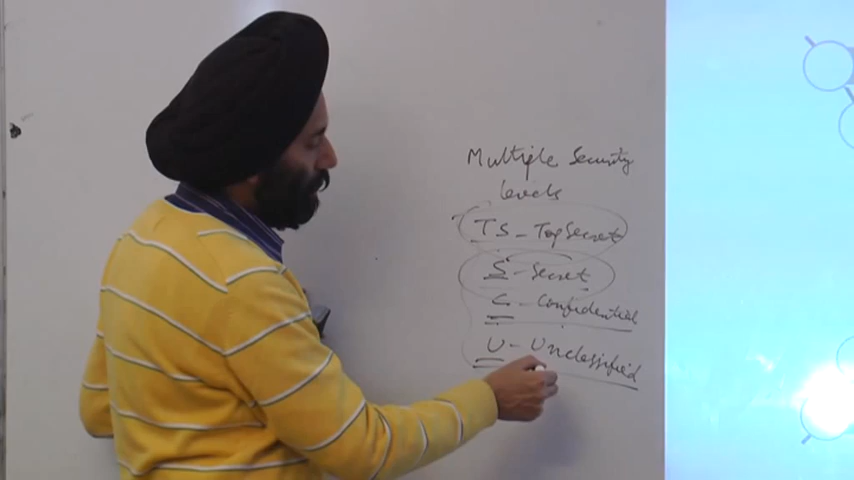 Multiple Security
levels
TS - Top Secret
S - Secret
C - Confidential
U - Unclassified